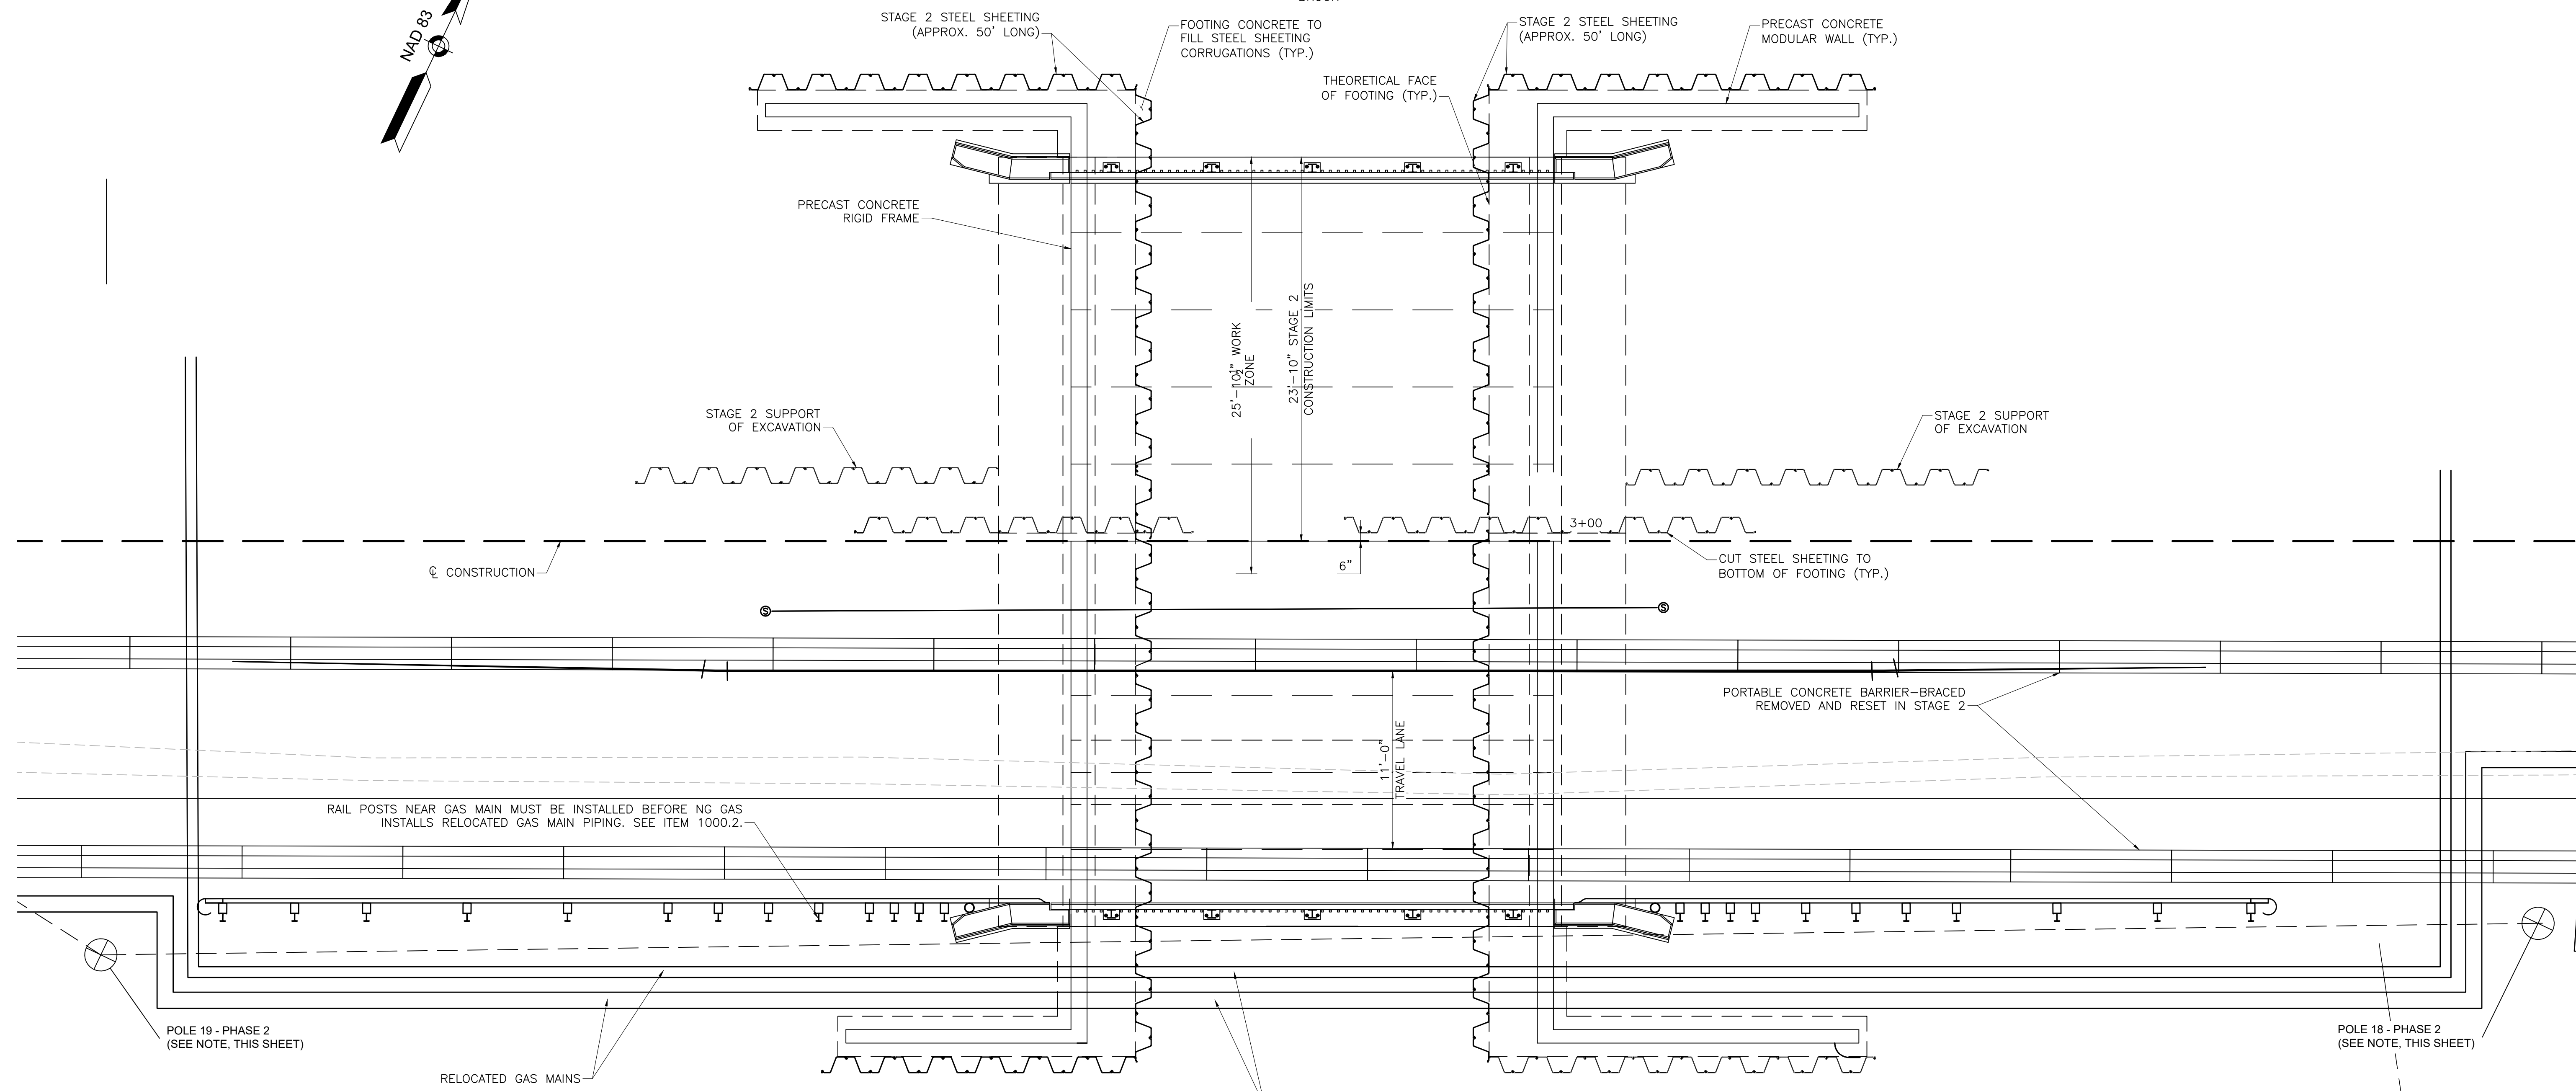 NAD 83
STAGE 2 STEEL SHEETING
(APPROX. 50' LONG)
FOOTING CONCRETE TO
FILL STEEL SHEETING
CORRUGATIONS (TYP.)
STAGE 2 STEEL SHEETING
(APPROX. 50' LONG)
PRECAST CONCRETE
MODULAR WALL (TYP.)
THEORETICAL FACE
OF FOOTING (TYP.)
PRECAST CONCRETE
RIGID FRAME
25'-10½" WORK
ZONE
23'-10" STAGE 2
CONSTRUCTION LIMITS
STAGE 2 SUPPORT
OF EXCAVATION
STAGE 2 SUPPORT
OF EXCAVATION
3+00
℄ CONSTRUCTION
6"
CUT STEEL SHEETING TO
BOTTOM OF FOOTING (TYP.)
S
S
PORTABLE CONCRETE BARRIER-BRACED
REMOVED AND RESET IN STAGE 2
11'-0"
TRAVEL LANE
RAIL POSTS NEAR GAS MAIN MUST BE INSTALLED BEFORE NG GAS
INSTALLS RELOCATED GAS MAIN PIPING. SEE ITEM 1000.2.
POLE 19 - PHASE 2
(SEE NOTE, THIS SHEET)
POLE 18 - PHASE 2
(SEE NOTE, THIS SHEET)
RELOCATED GAS MAINS